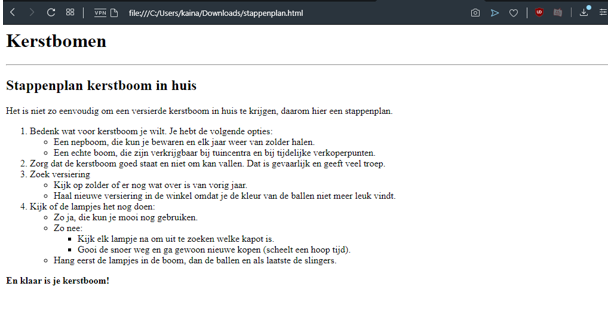 VPN file:///C:/Users/kaina/Downloads/stappenplan.html
Kerstbomen
Stappenplan kerstboom in huis
Het is niet zo eenvoudig om een versierde kerstboom in huis te krijgen, daarom hier een stappenplan.
1. Bedenk wat voor kerstboom je wilt. Je hebt de volgende opties:
Een nepboom, die kun je bewaren en elk jaar weer van zolder halen.
Een echte boom, die zijn verkrijgbaar bij tuincentra en bij tijdelijke verkoperpunten.
2. Zorg dat de kerstboom goed staat en niet om kan vallen. Dat is gevaarlijk en geeft veel troep.
3. Zoek versiering
Kijk op zolder of er nog wat over is van vorig jaar.
Haal nieuwe versiering in de winkel omdat je de kleur van de ballen niet meer leuk vindt.
4. Kijk of de lampjes het nog doen:
Zo ja, die kun je mooi nog gebruiken.
Zo nee:
Kijk elk lampje na om uit te zoeken welke kapot is.
Gooi de snoer weg en ga gewoon nieuwe kopen (scheelt een hoop tijd).
Hang eerst de lampjes in de boom, dan de ballen en als laatste de slingers.
En klaar is je kerstboom!